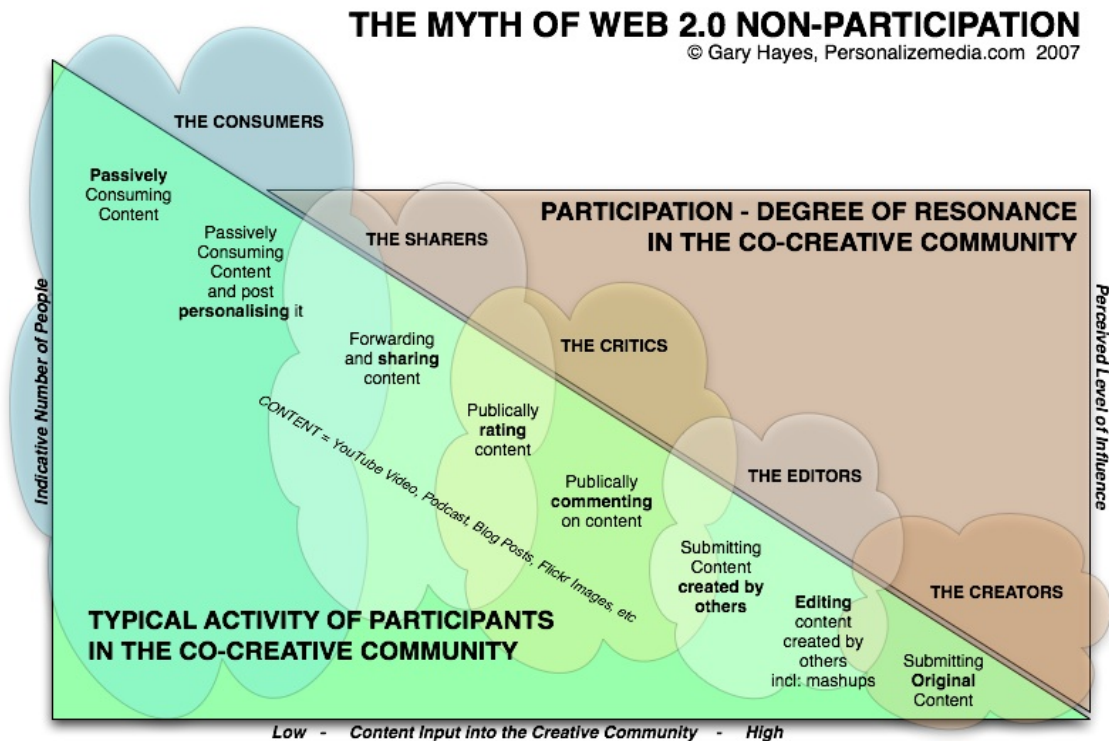 THE MYTH OF WEB 2.0 NON-PARTICIPATION
© Gary Hayes, Personalizemedia.com 2007
THE CONSUMERS
Passively
Consuming
Content
Passively
Consuming
Content
and post
personalising it
PARTICIPATION - DEGREE OF RESONANCE
IN THE CO-CREATIVE COMMUNITY
THE SHARERS
Forwarding
and sharing
content
THE CRITICS
Publically
rating
content
Publically
commenting
on content
THE EDITORS
Submitting
Content
created by
others
Editing
content
created by
others
incl: mashups
THE CREATORS
Submitting
Original
Content
CONTENT = YouTube Video, Podcast, Blog Posts, Flickr Images, etc
TYPICAL ACTIVITY OF PARTICIPANTS
IN THE CO-CREATIVE COMMUNITY
Indicative Number of People
Perceived Level of Influence
Low - Content Input into the Creative Community - High